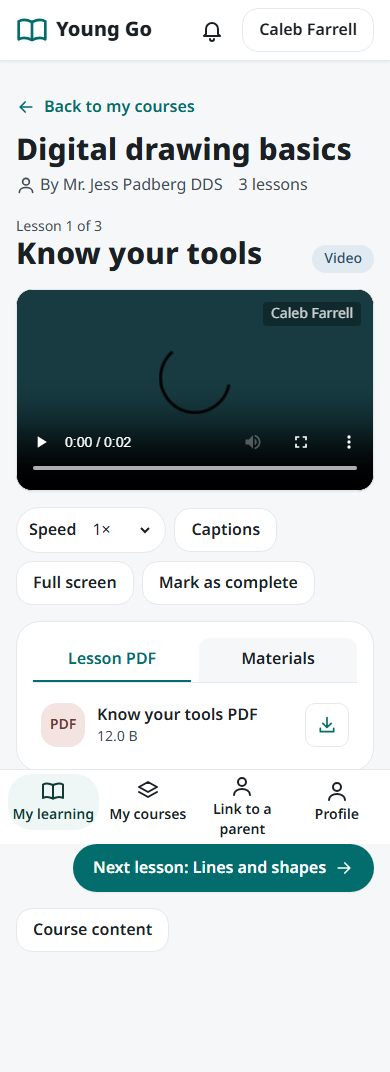 Young Go
Caleb Farrell
Back to my courses
Digital drawing basics
By Mr. Jess Padberg DDS 3 lessons
Lesson 1 of 3
Know your tools
Video
Caleb Farrell
0:00 / 0:02
Speed 1×
Captions
Full screen
Mark as complete
Lesson PDF
Materials
PDF
Know your tools PDF
12.0 B
My learning
My courses
Link to a
parent
Profile
Next lesson: Lines and shapes
Course content